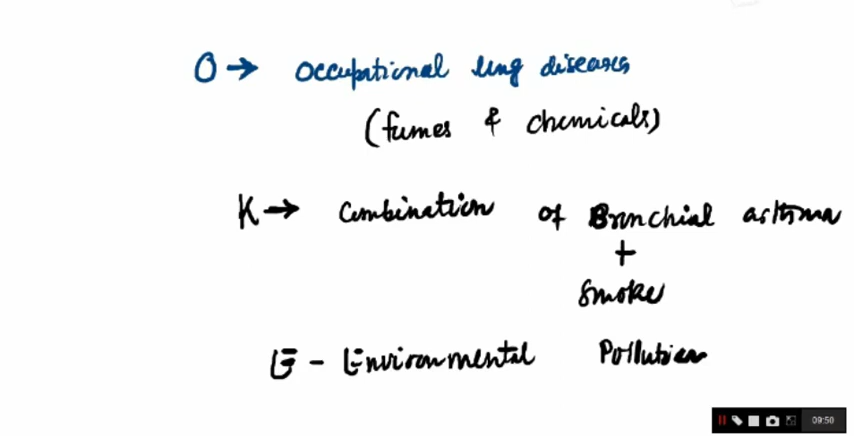 O → occupational lung diseases
(fumes & chemicals)
K → Combination of Bronchial asthma
+
Smoke
E - Environmental Pollution
09:50